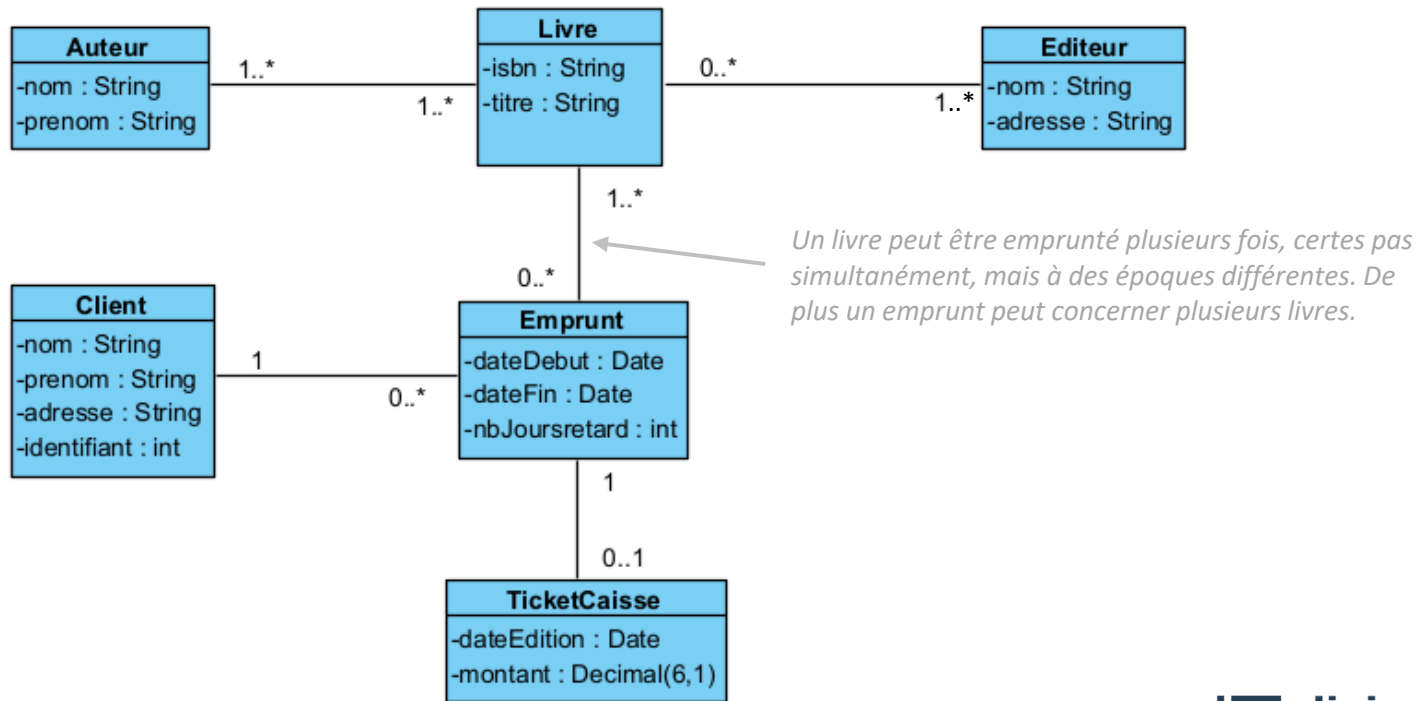 Auteur
-nom : String
-prenom : String
1..*
1..*
Livre
-isbn : String
-titre : String
0..*
1..*
Editeur
-nom : String
-adresse : String
1..*
0..*
Un livre peut être emprunté plusieurs fois, certes pas
simultanément, mais à des époques différentes. De
plus un emprunt peut concerner plusieurs livres.
Client
-nom : String
-prenom : String
-adresse : String
-identifiant : int
1
0..*
Emprunt
-dateDebut : Date
-dateFin : Date
-nbJoursretard : int
1
0..1
TicketCaisse
-dateEdition : Date
-montant : Decimal(6,1)